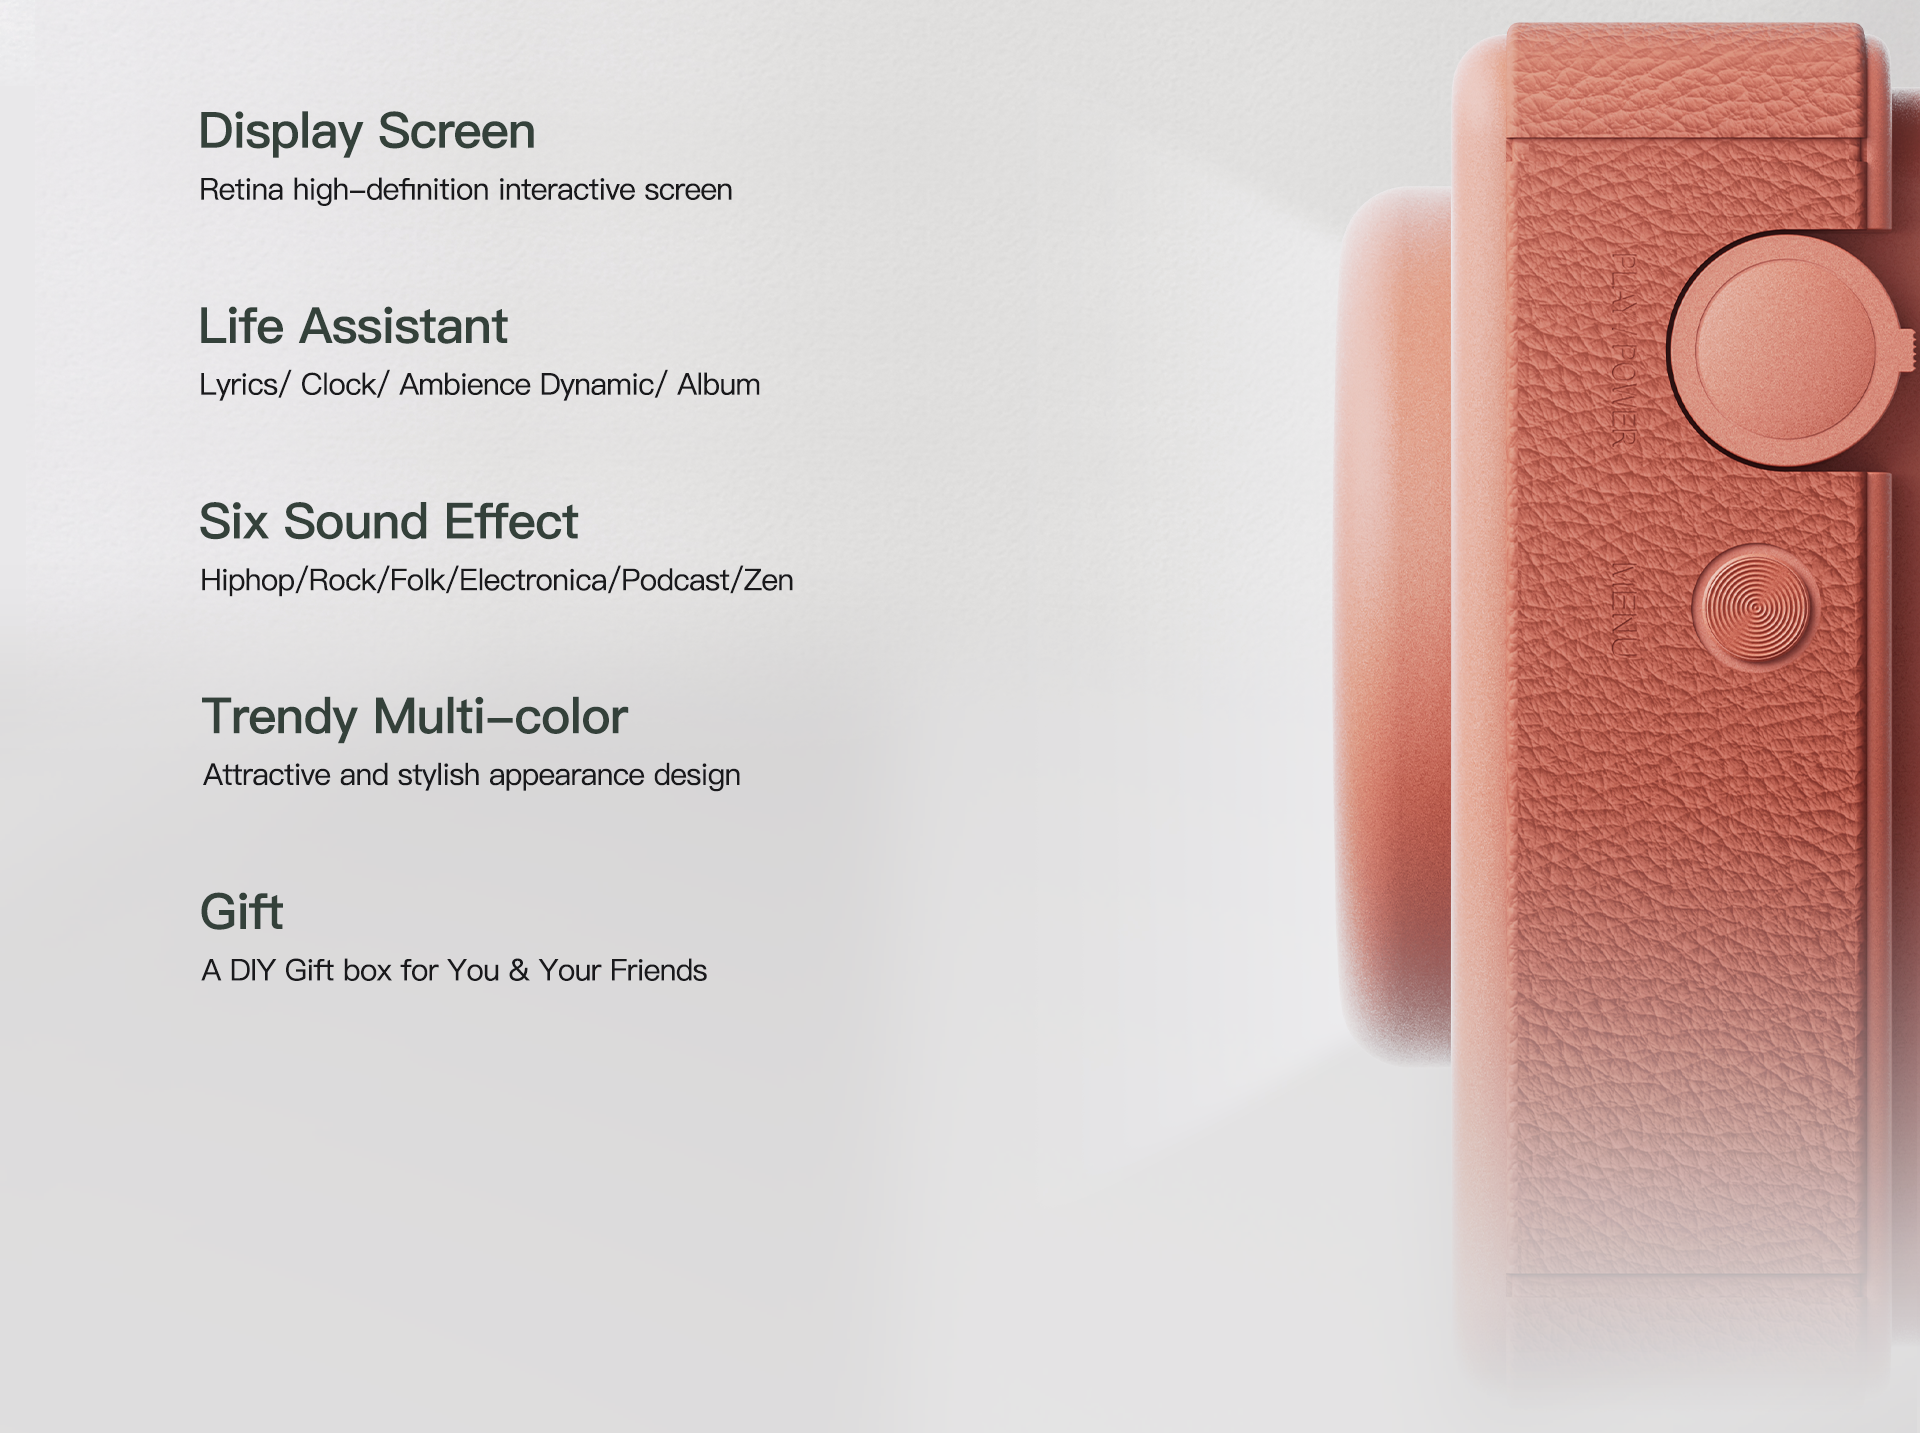 Display Screen
Retina high-definition interactive screen
Life Assistant
Lyrics/ Clock/ Ambience Dynamic/ Album
Six Sound Effect
Hiphop/Rock/Folk/Electronica/Podcast/Zen
Trendy Multi-color
Attractive and stylish appearance design
Gift
A DIY Gift box for You & Your Friends
PLAY / POWER
MENU